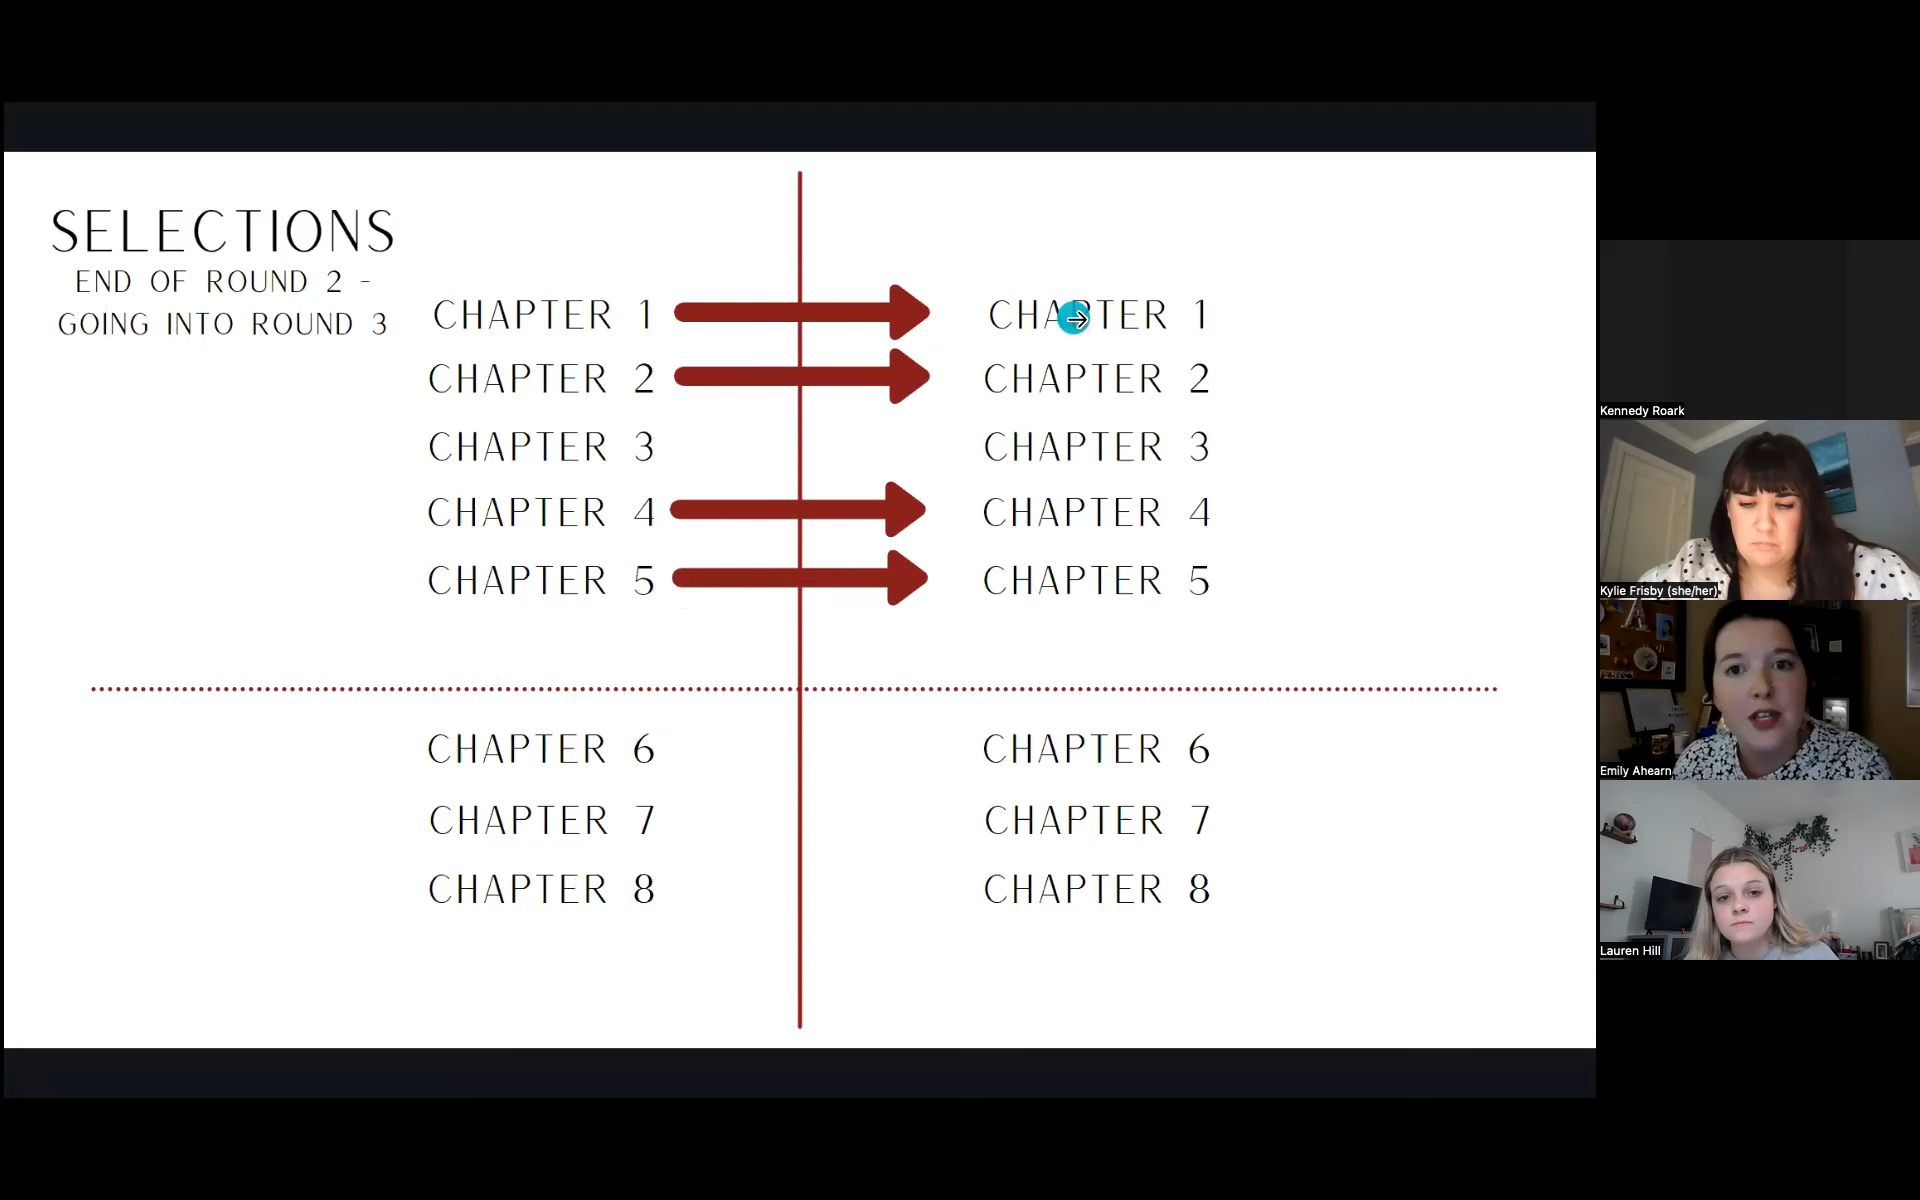 SELECTIONS
END OF ROUND 2 -
GOING INTO ROUND 3
CHAPTER 1
CHAPTER 2
CHAPTER 3
CHAPTER 4
CHAPTER 5
CHAPTER 6
CHAPTER 7
CHAPTER 8
CHAPTER 1
CHAPTER 2
CHAPTER 3
CHAPTER 4
CHAPTER 5
CHAPTER 6
CHAPTER 7
CHAPTER 8
Kennedy Roark
Kylie Frisby (she/her)
Emily Ahearn
Lauren Hill